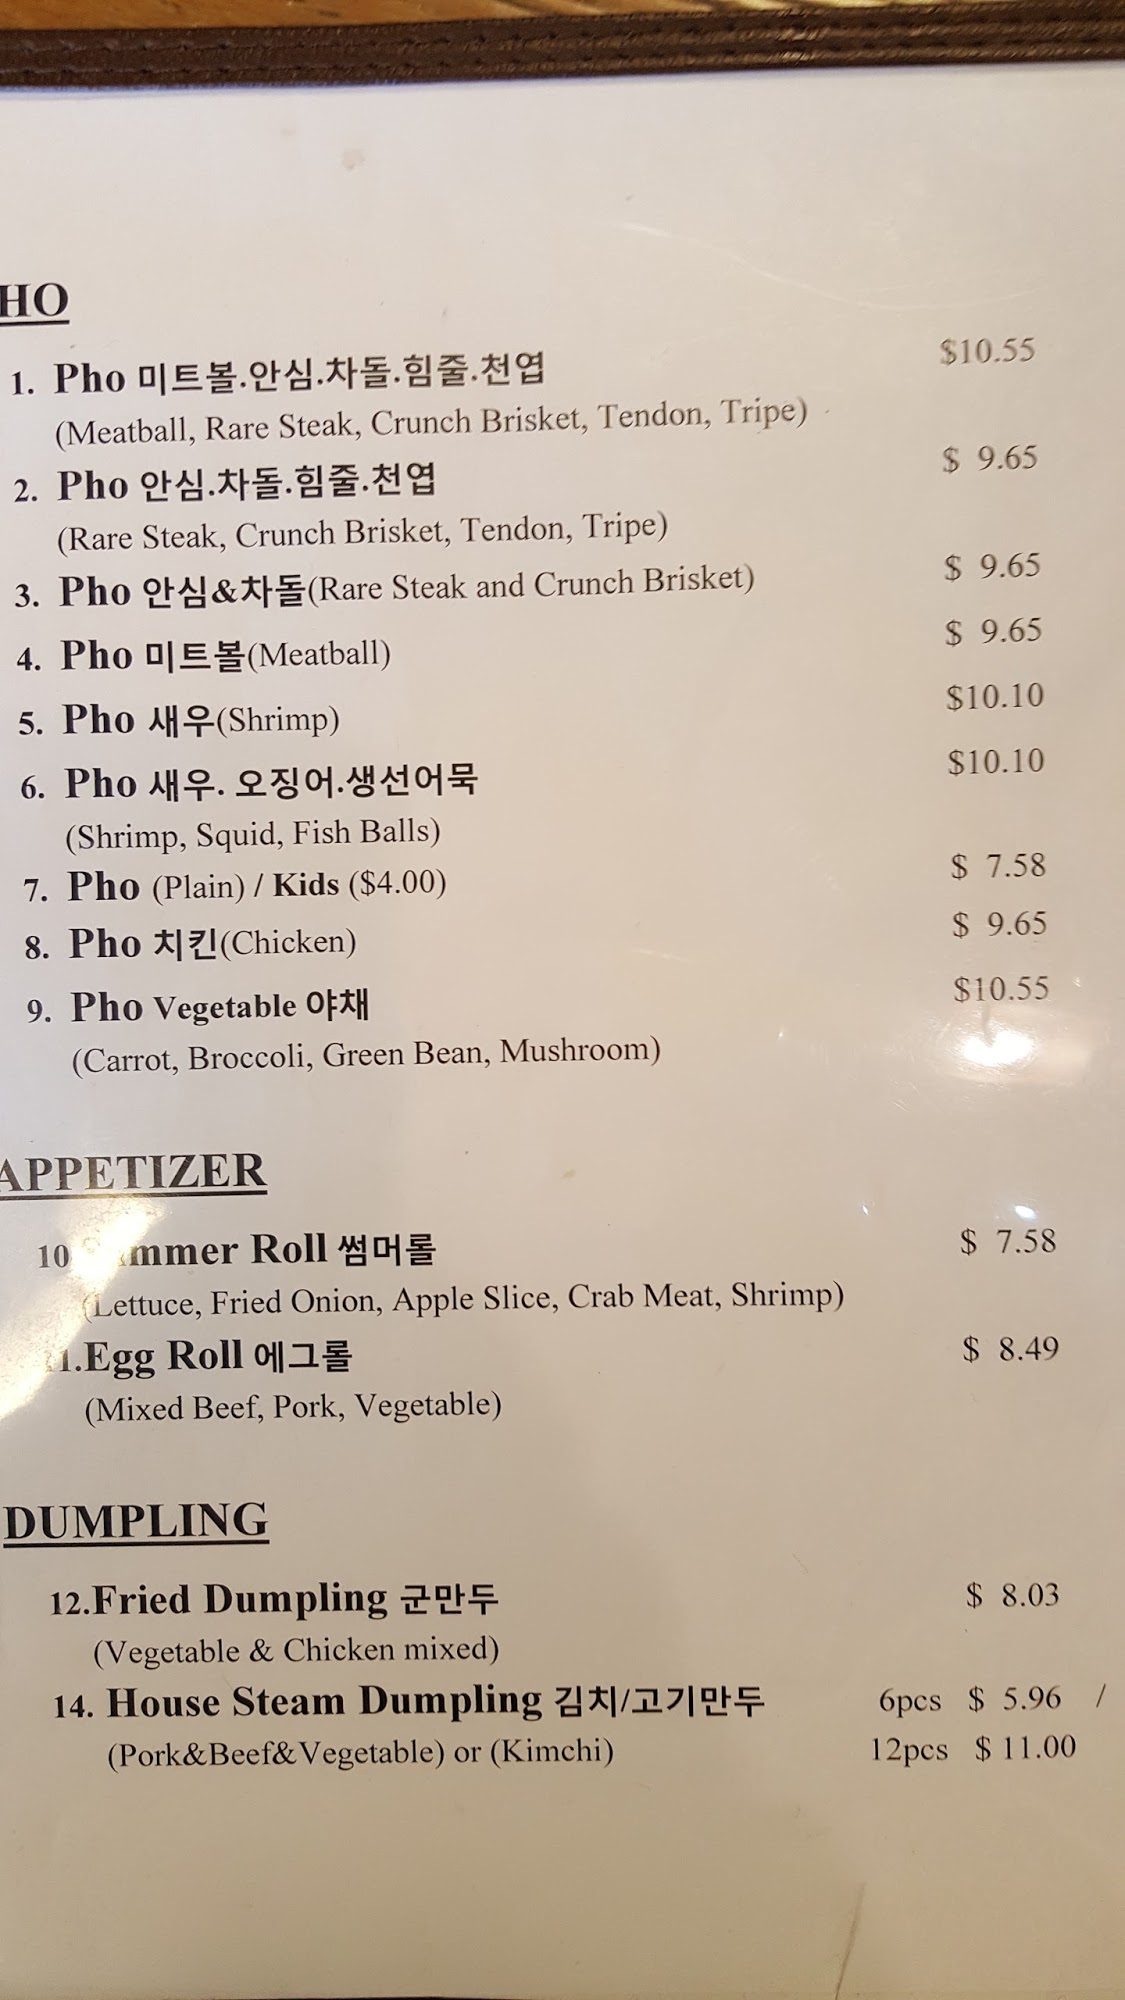 HO
1. Pho 미트볼.안심.차돌.힘줄.천엽 $10.55
(Meatball, Rare Steak, Crunch Brisket, Tendon, Tripe)
2. Pho 안심.차돌.힘줄.천엽 $ 9.65
(Rare Steak, Crunch Brisket, Tendon, Tripe)
3. Pho 안심&차돌(Rare Steak and Crunch Brisket) $ 9.65
4. Pho 미트볼(Meatball) $ 9.65
5. Pho 새우(Shrimp) $10.10
6. Pho 새우. 오징어.생선어묵 $10.10
(Shrimp, Squid, Fish Balls)
7. Pho (Plain) / Kids ($4.00) $ 7.58
8. Pho 치킨(Chicken) $ 9.65
9. Pho Vegetable 야채 $10.55
(Carrot, Broccoli, Green Bean, Mushroom)
APPETIZER
10 Roll 썸머롤 $ 7.58
(Lettuce, Fried Onion, Apple Slice, Crab Meat, Shrimp)
Egg Roll 에그롤 $ 8.49
(Mixed Beef, Pork, Vegetable)
DUMPLING
12.Fried Dumpling 군만두 $ 8.03
(Vegetable & Chicken mixed)
14. House Steam Dumpling 김치/고기만두 6pcs $ 5.96 /
(Pork&Beef&Vegetable) or (Kimchi) 12pcs $ 11.00